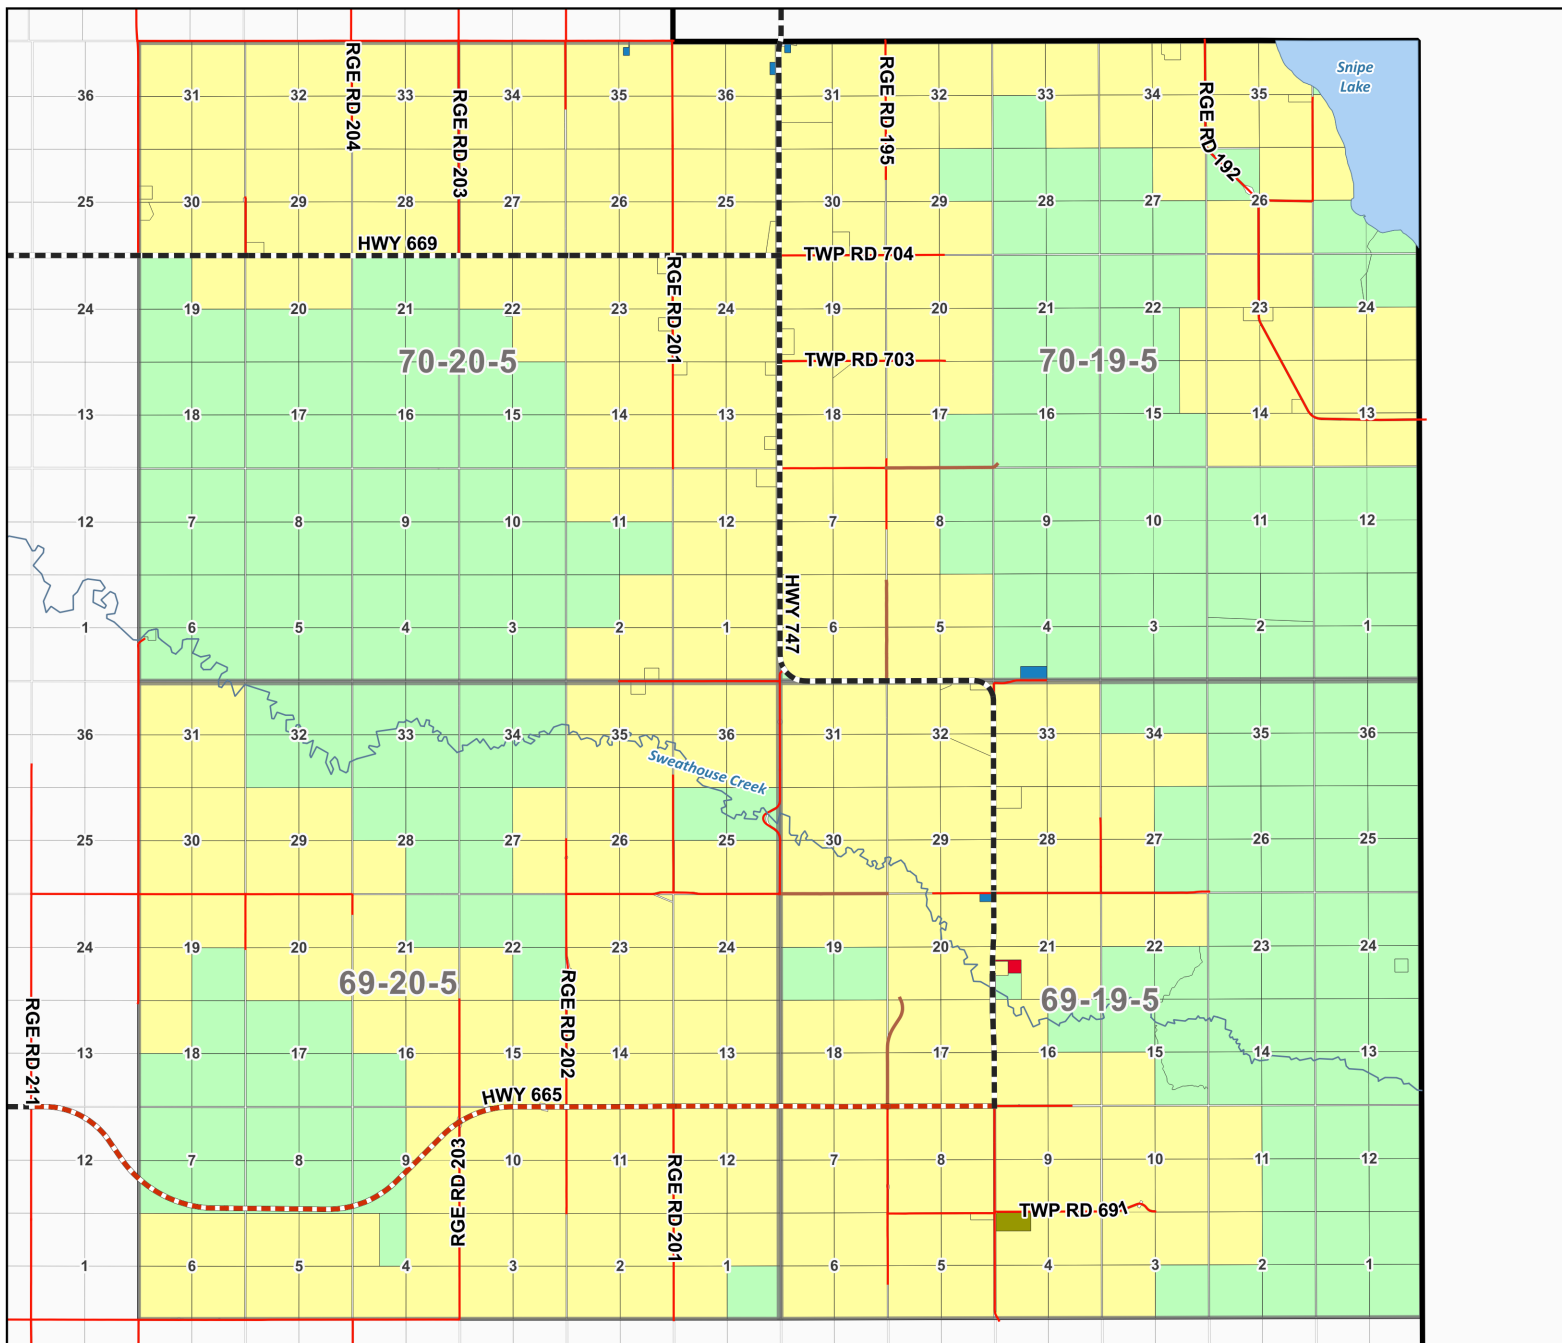 Snipe
Lake
36 31 32 33 34 35 36 31 32 33 34 35
RGE RD 204
RGE RD 203
RGE RD 195
RGE RD 192
25 30 29 28 27 26 25 30 29 28 27 26
HWY 669
TWP RD 704
RGE RD 201
24 19 20 21 22 23 24 19 20 21 22 23 24
70-20-5
TWP RD 703
70-19-5
13 18 17 16 15 14 13 18 17 16 15 14 13
12 7 8 9 10 11 12 7 8 9 10 11 12
HWY 747
1 6 5 4 3 2 1 6 5 4 3 2 1
36 31 32 33 34 35 36 31 32 33 34 35 36
Sweathouse Creek
25 30 29 28 27 26 25 30 29 28 27 26 25
24 19 20 21 22 23 24 19 20 21 22 23 24
69-20-5
69-19-5
RGE RD 211
RGE RD 202
13 18 17 16 15 14 13 18 17 16 15 14 13
HWY 665
12 7 8 9 10 11 12 7 8 9 10 11 12
RGE RD 203
RGE RD 201
TWP RD 691
1 6 5 4 3 2 1 6 5 4 3 2 1